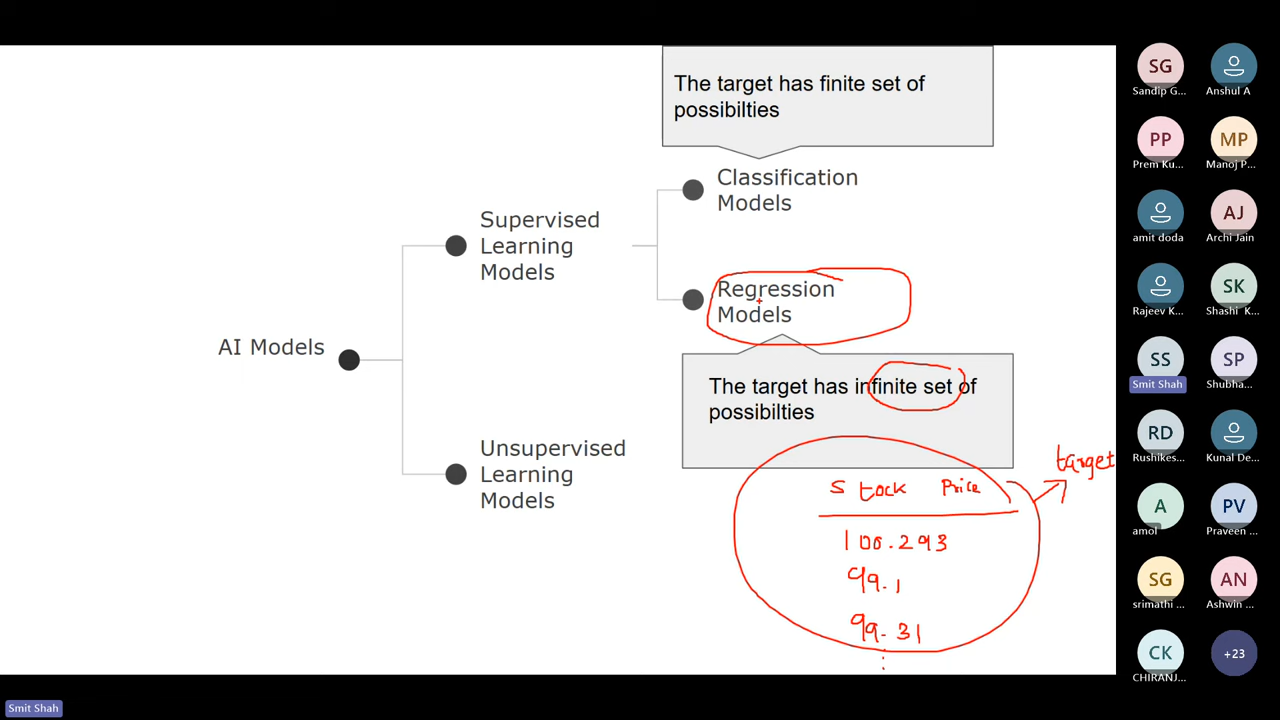 The target has finite set of
possibilties
Classification
Models
Supervised
Learning
Models
Regression
Models
AI Models
The target has infinite set of
possibilties
Unsupervised
Learning
Models
target
Stock Price
100.293
99.1
99.31
SG
Sandip G...
Anshul A
PP
Prem Ku...
MP
Manoj P...
amit doda
AJ
Archi Jain
Rajeev K...
SK
Shashi K...
SS
Smit Shah
SP
Shubha...
RD
Rushikes...
Kunal De...
A
amol
PV
Praveen ...
SG
srimathi ...
AN
Ashwin ...
CK
CHIRANJ...
+23
Smit Shah